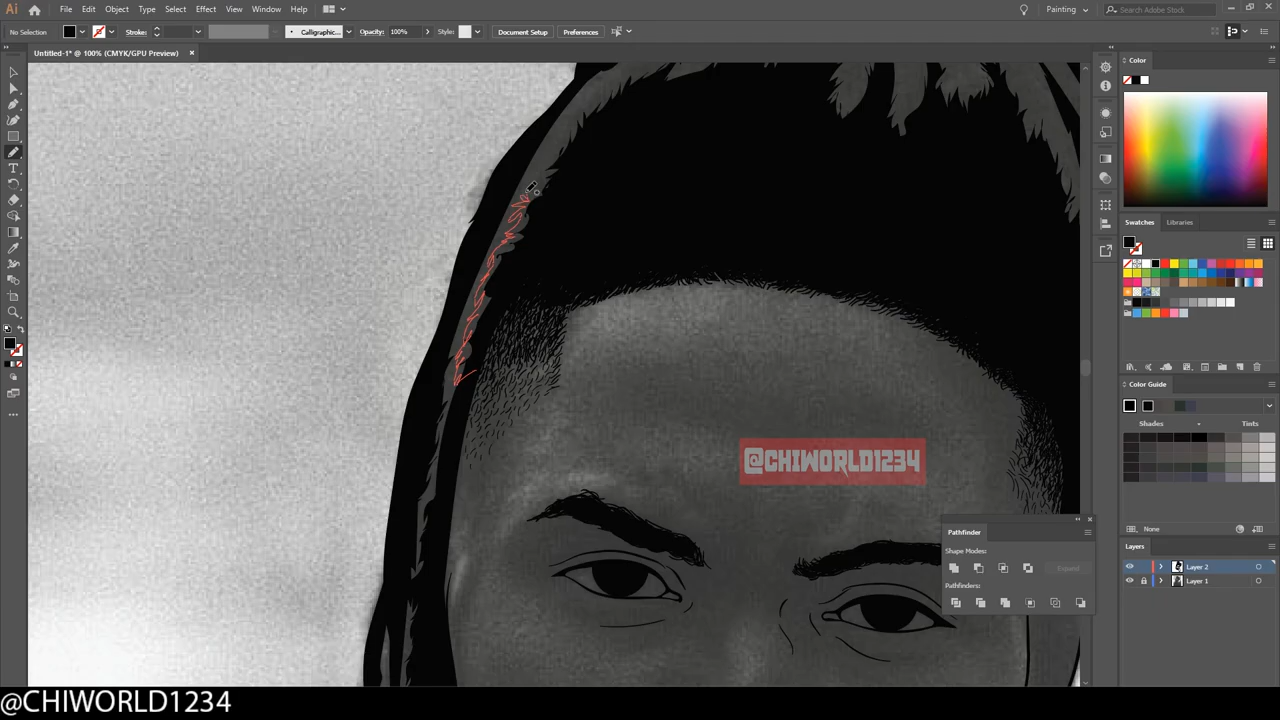 Ai File Edit Object Type Select Effect View Window Help Painting Search Adobe Stock
No Selection Calligraphic... Opacity: 100% Style: Document Setup Preferences
Untitled-1* @ 100% (CMYK/GPU Preview) ×
Color
Swatches Libraries
Color Guide
Shades Tints
None
@CHIWORLD1234
Pathfinder
Shape Modes:
Expand
Pathfinders:
Layers
Layer 2
Layer 1
@CHIWORLD1234